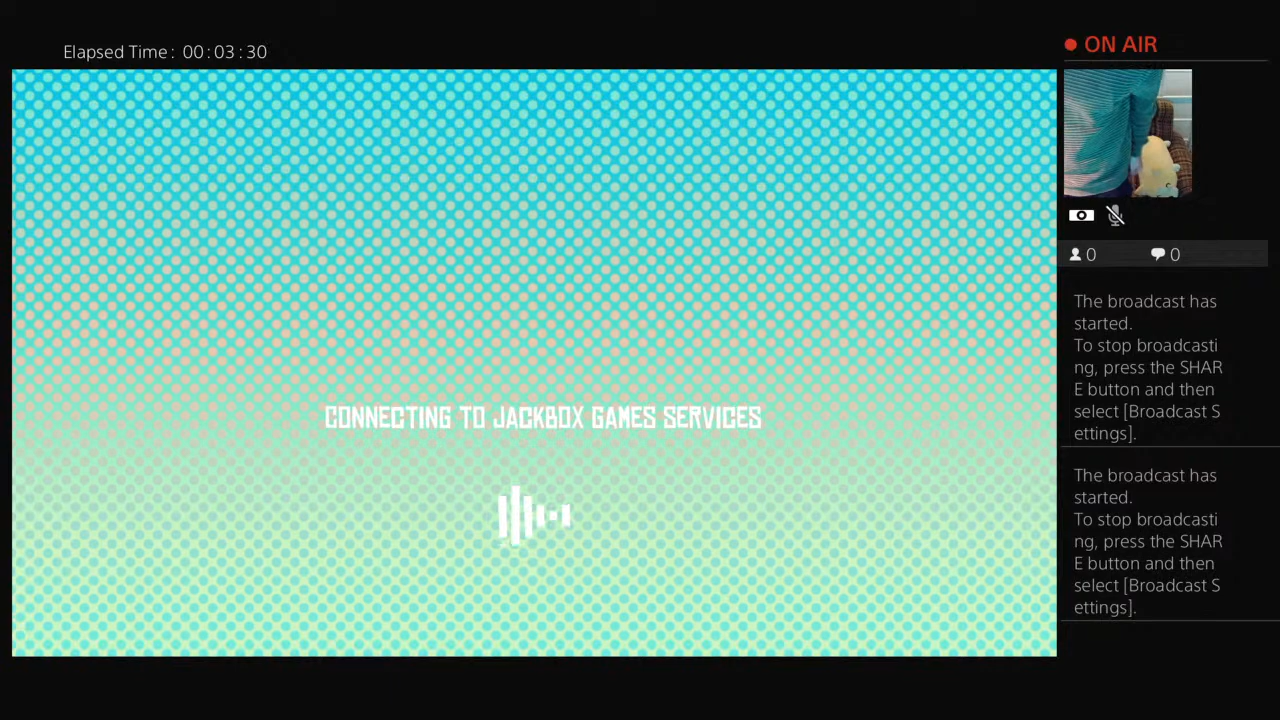 Elapsed Time: 00:03:30
ON AIR
0 0
The broadcast has
started.
To stop broadcasti
ng, press the SHAR
E button and then
select [Broadcast S
ettings].
The broadcast has
started.
To stop broadcasti
ng, press the SHAR
E button and then
select [Broadcast S
ettings].
CONNECTING TO JACKBOX GAMES SERVICES